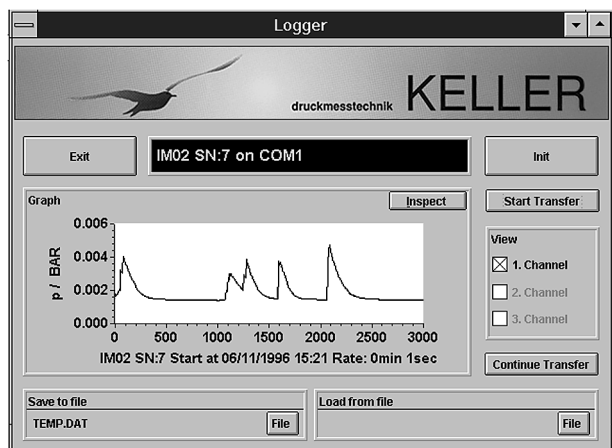 Logger
druckmesstechnik KELLER
Exit
IM02 SN:7 on COM1
Init
Graph
Inspect
Start Transfer
0.006
0.004
0.002
0.000
p / BAR
0 500 1000 1500 2000 2500 3000
IM02 SN:7 Start at 06/11/1996 15:21 Rate: 0min 1sec
View
1. Channel
2. Channel
3. Channel
Continue Transfer
Save to file
TEMP.DAT File
Load from file
File